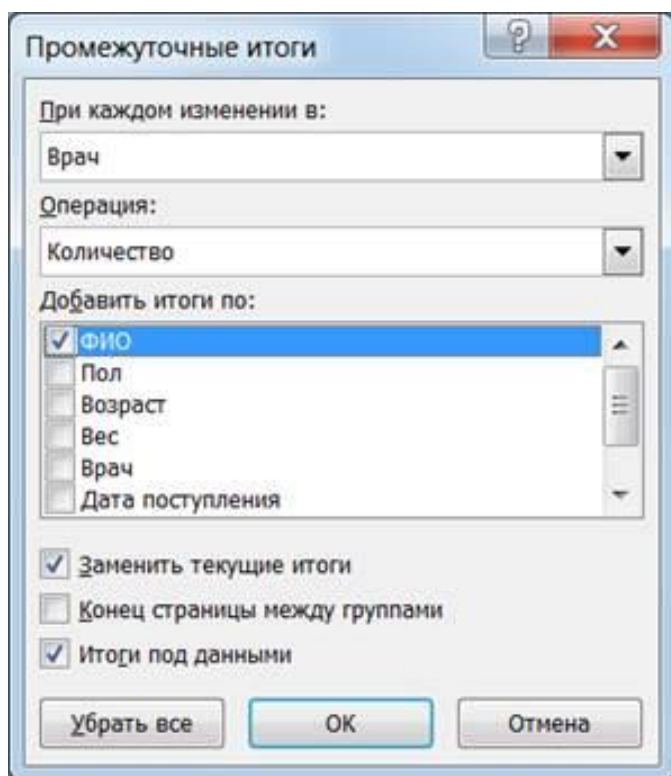 Промежуточные итоги
При каждом изменении в:
Врач
Операция:
Количество
Добавить итоги по:
ФИО
Пол
Возраст
Вес
Врач
Дата поступления
Заменить текущие итоги
Конец страницы между группами
Итоги под данными
Убрать все ОК Отмена